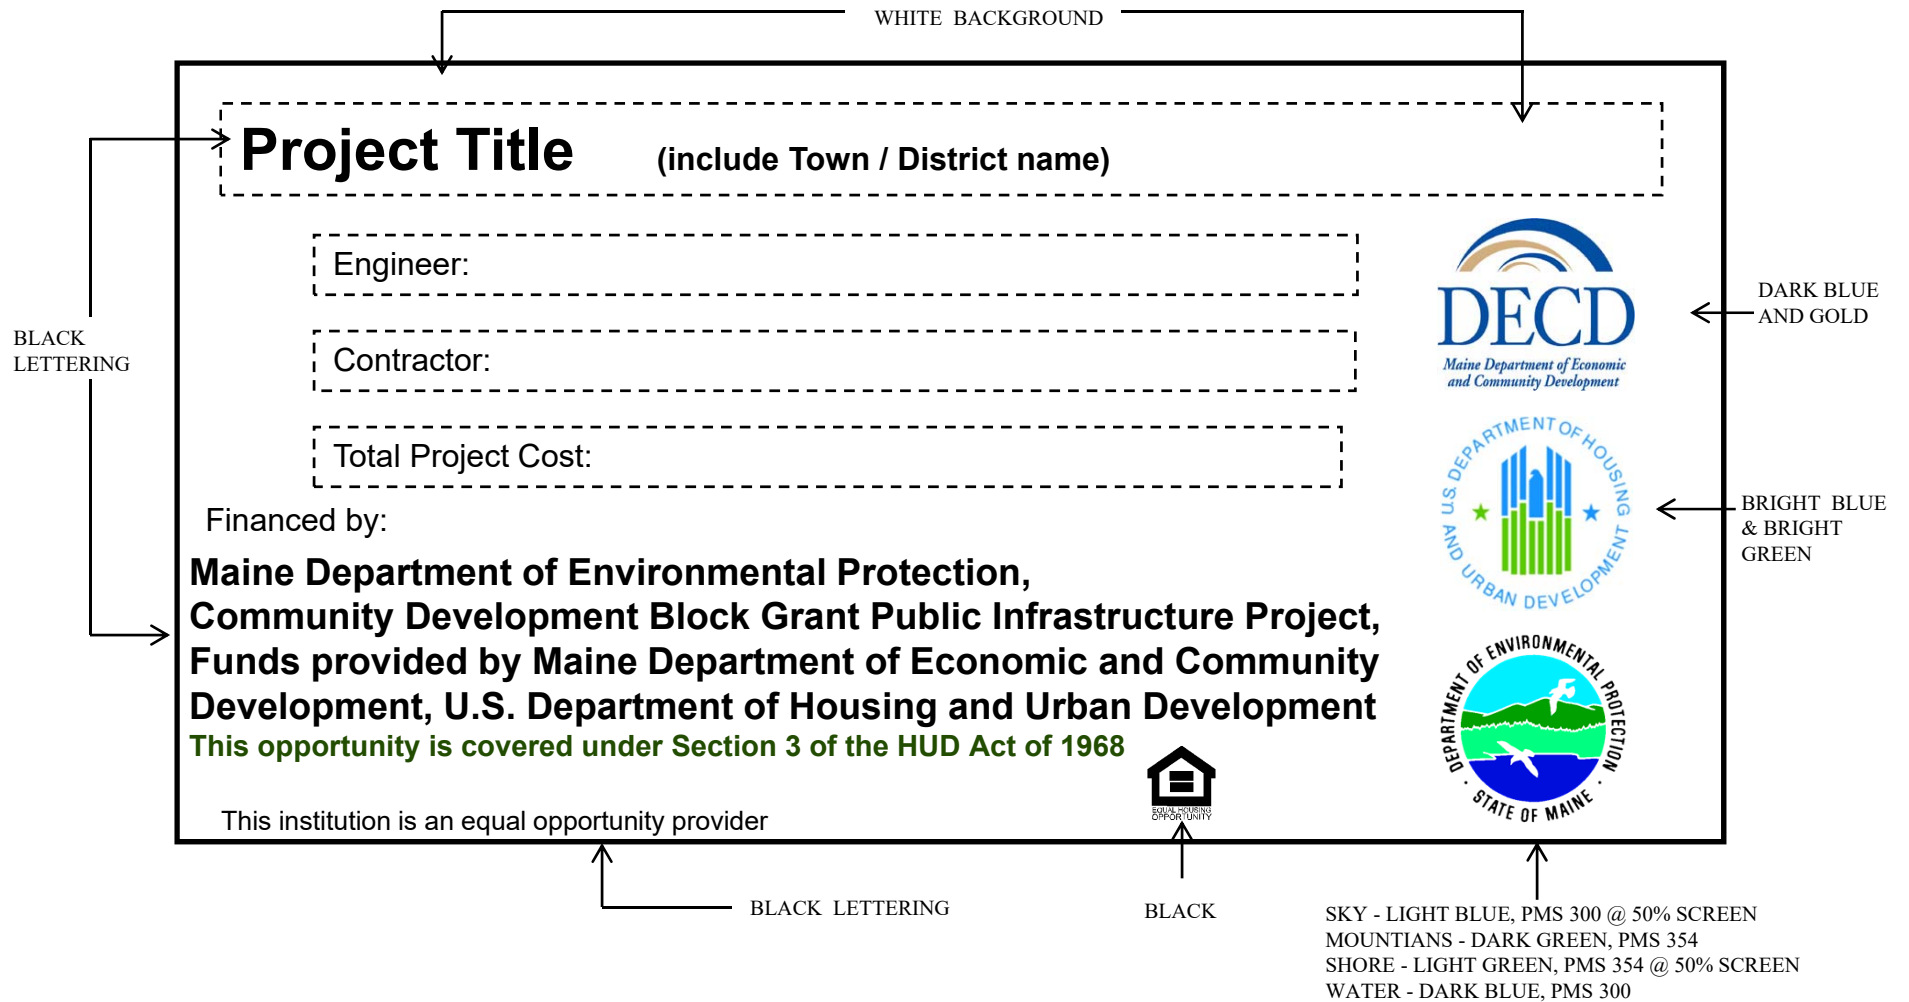 WHITE BACKGROUND
Project Title (include Town / District name)
Engineer:
Contractor:
Total Project Cost:
BLACK
LETTERING
DECD
Maine Department of Economic
and Community Development
DARK BLUE
AND GOLD
U.S. DEPARTMENT OF HOUSING
AND URBAN DEVELOPMENT
BRIGHT BLUE
& BRIGHT
GREEN
Financed by:
Maine Department of Environmental Protection,
Community Development Block Grant Public Infrastructure Project,
Funds provided by Maine Department of Economic and Community
Development, U.S. Department of Housing and Urban Development
This opportunity is covered under Section 3 of the HUD Act of 1968
EQUAL HOUSING
OPPORTUNITY
DEPARTMENT OF ENVIRONMENTAL PROTECTION
· STATE OF MAINE ·
This institution is an equal opportunity provider
BLACK LETTERING
BLACK
SKY - LIGHT BLUE, PMS 300 @ 50% SCREEN
MOUNTIANS - DARK GREEN, PMS 354
SHORE - LIGHT GREEN, PMS 354 @ 50% SCREEN
WATER - DARK BLUE, PMS 300